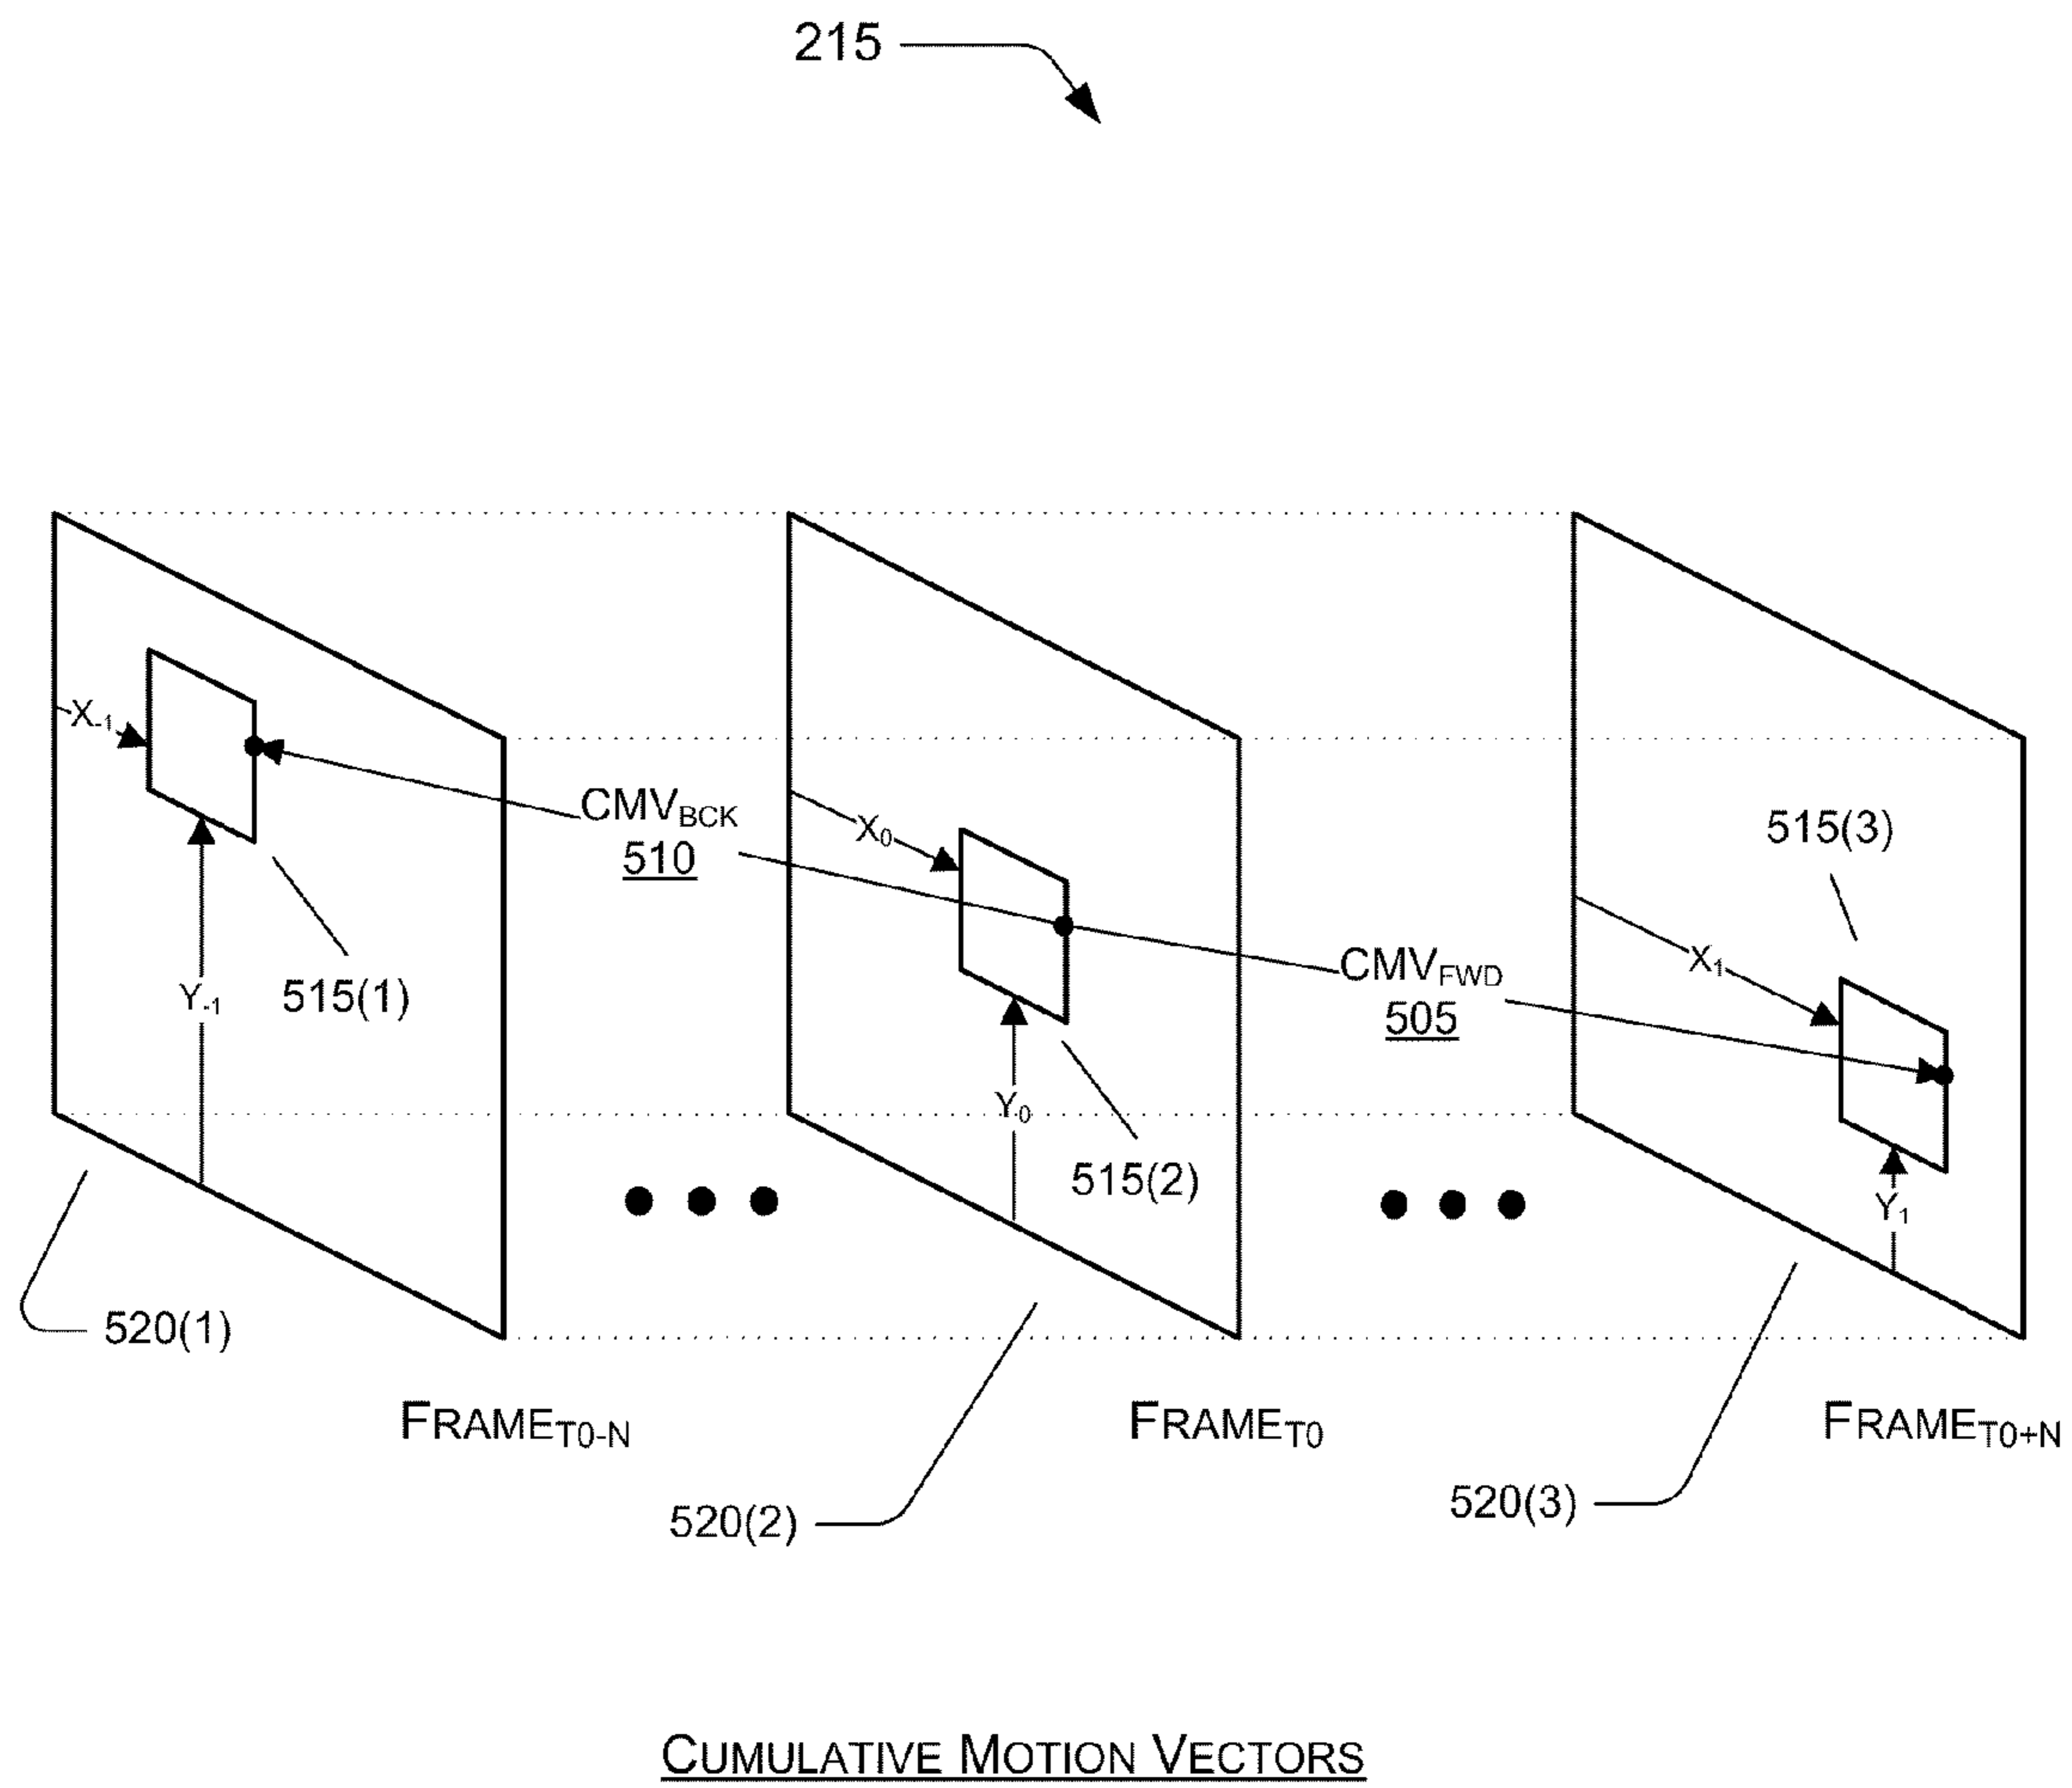 215
X-1
CMVBCK
510
X0
515(3)
CMVFWD
505
X1
Y-1
515(1)
Y0
515(2)
Y1
520(1)
FRAMET0-N
FRAMET0
FRAMET0+N
520(2)
520(3)
CUMULATIVE MOTION VECTORS